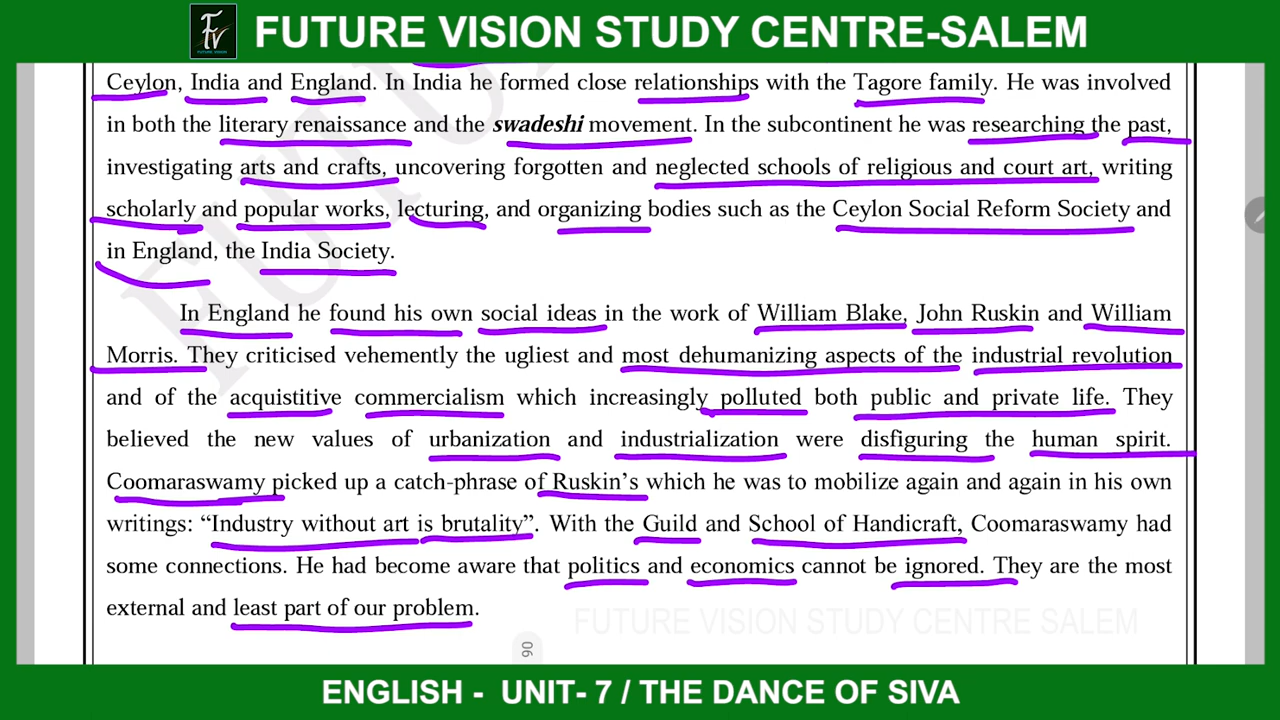 FV
FUTURE VISION
FUTURE VISION STUDY CENTRE-SALEM
Ceylon, India and England. In India he formed close relationships with the Tagore family. He was involved
in both the literary renaissance and the swadeshi movement. In the subcontinent he was researching the past,
investigating arts and crafts, uncovering forgotten and neglected schools of religious and court art, writing
scholarly and popular works, lecturing, and organizing bodies such as the Ceylon Social Reform Society and
in England, the India Society.
In England he found his own social ideas in the work of William Blake, John Ruskin and William
Morris. They criticised vehemently the ugliest and most dehumanizing aspects of the industrial revolution
and of the acquistitive commercialism which increasingly polluted both public and private life. They
believed the new values of urbanization and industrialization were disfiguring the human spirit.
Coomaraswamy picked up a catch-phrase of Ruskin's which he was to mobilize again and again in his own
writings: “Industry without art is brutality”. With the Guild and School of Handicraft, Coomaraswamy had
some connections. He had become aware that politics and economics cannot be ignored. They are the most
external and least part of our problem.
FUTURE VISION STUDY CENTRE SALEM
90
ENGLISH - UNIT- 7 / THE DANCE OF SIVA